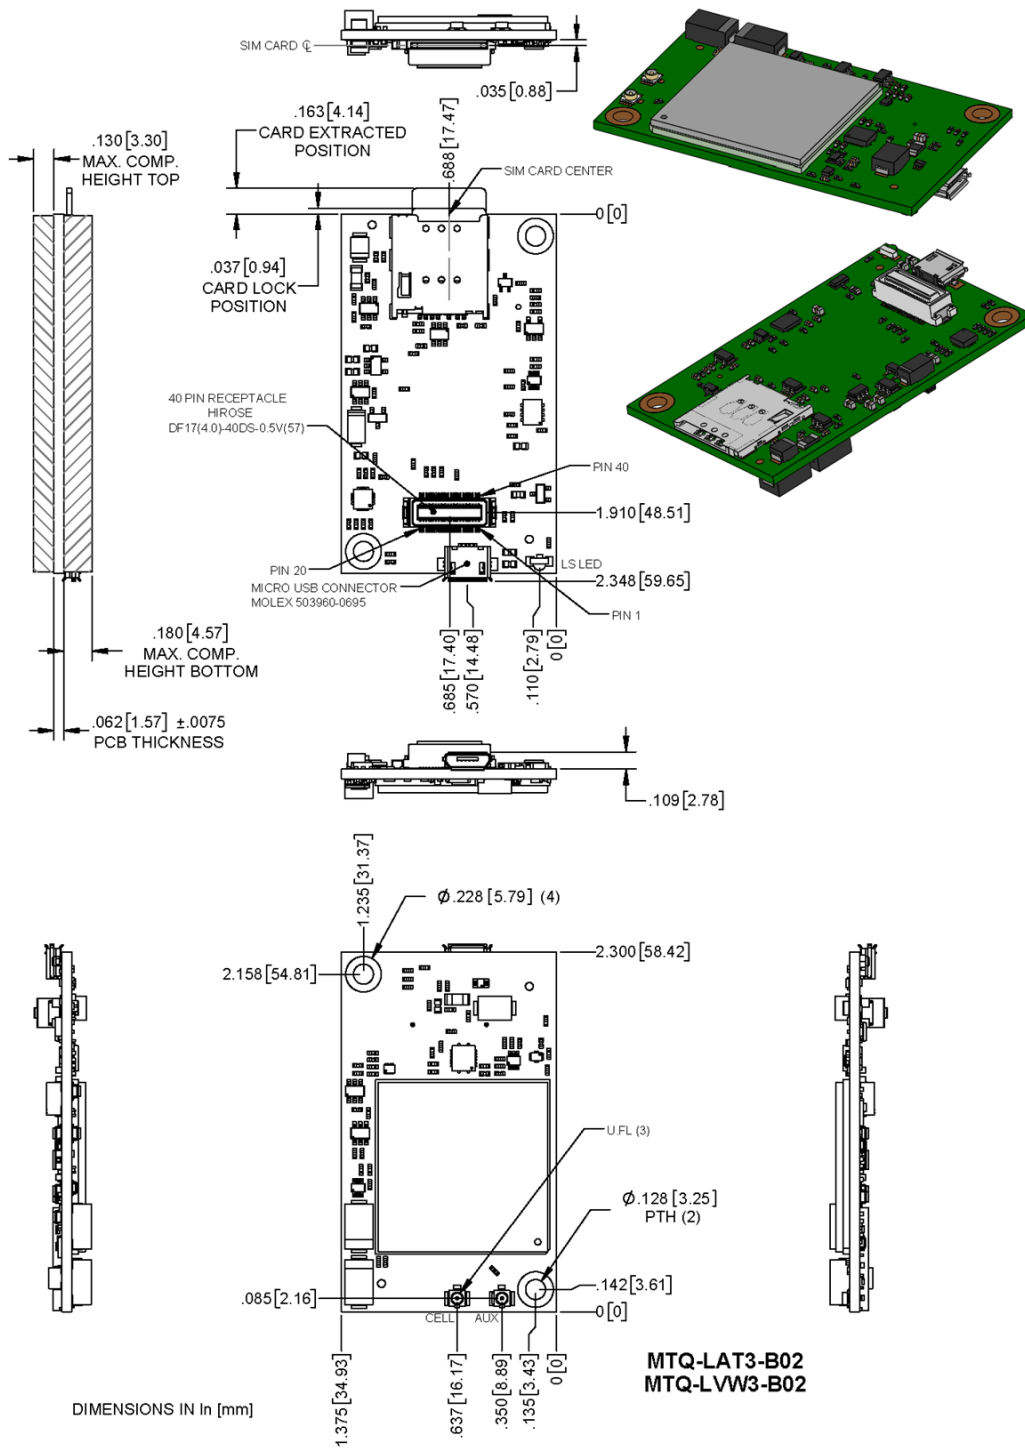 SIM CARD ℄
.035[0.88]
.163[4.14]
CARD EXTRACTED
POSITION
.688[17.47]
.130[3.30]
MAX. COMP.
HEIGHT TOP
SIM CARD CENTER
0[0]
.037[0.94]
CARD LOCK
POSITION
40 PIN RECEPTACLE
HIROSE
DF17(4.0)-40DS-0.5V(57)
PIN 40
1.910[48.51]
PIN 20
LS LED
MICRO USB CONNECTOR
MOLEX 503960-0695
2.348[59.65]
PIN 1
.180[4.57]
MAX. COMP.
HEIGHT BOTTOM
.685[17.40]
.570[14.48]
.110[2.79]
0[0]
.062[1.57] ±.0075
PCB THICKNESS
.109[2.78]
1.235[31.37]
Ø.228[5.79] (4)
2.158[54.81]
2.300[58.42]
U.FL (3)
Ø.128[3.25]
PTH (2)
.085[2.16]
.142[3.61]
0[0]
CELL
AUX
1.375[34.93]
.637[16.17]
.350[8.89]
.135[3.43]
0[0]
MTQ-LAT3-B02
MTQ-LVW3-B02
DIMENSIONS IN In [mm]